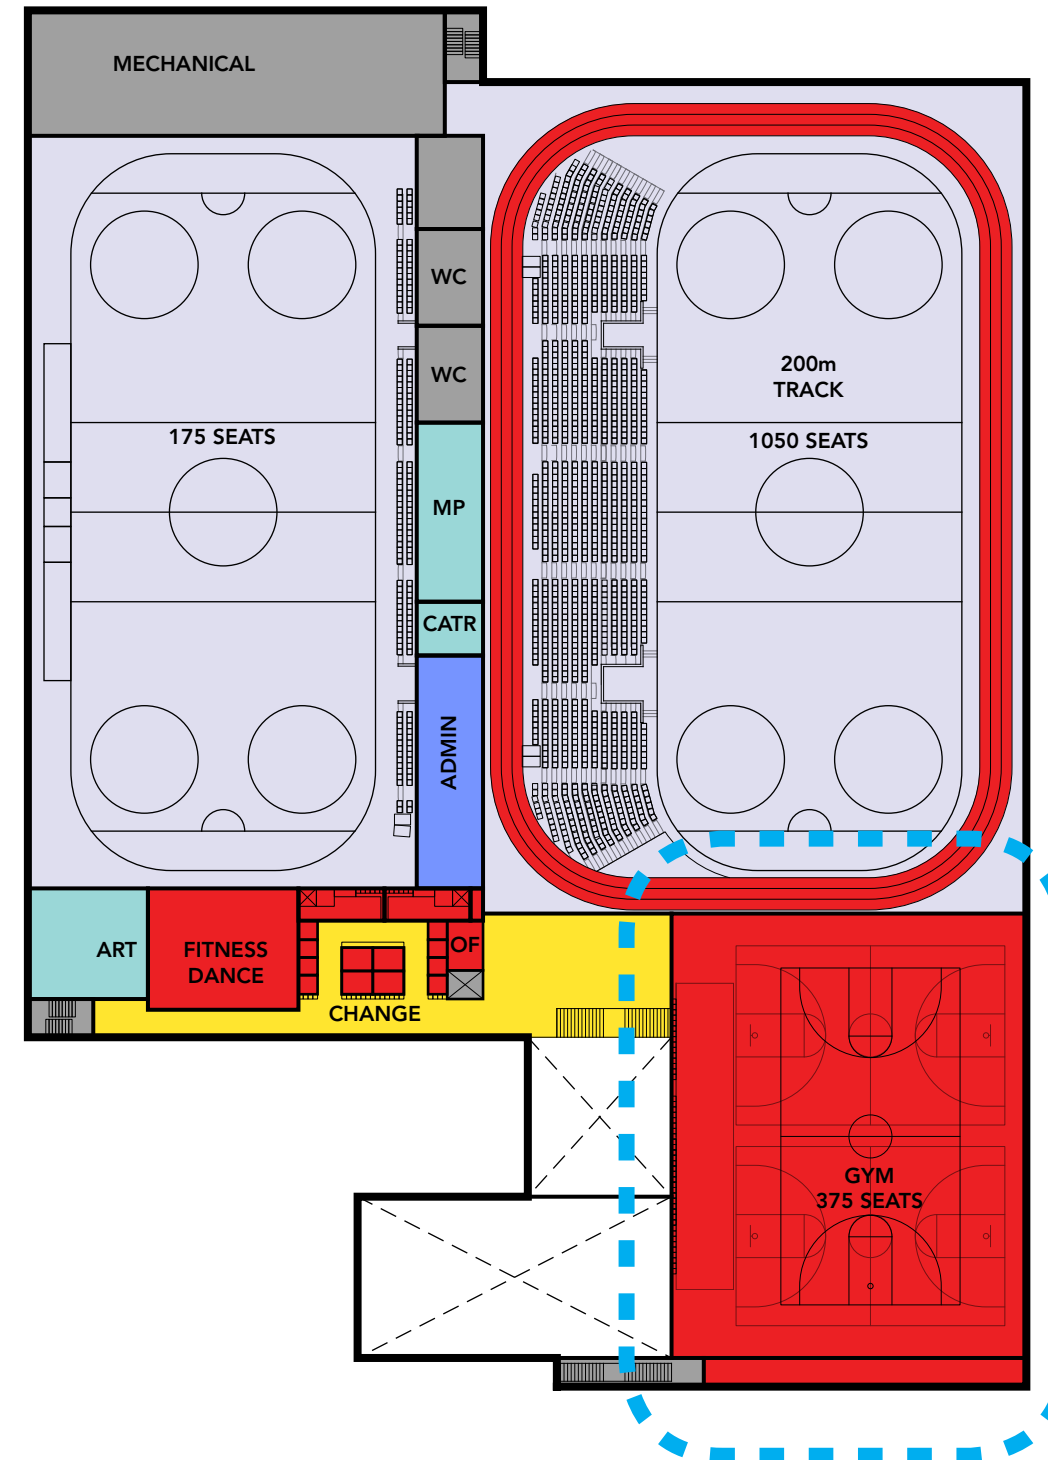 MECHANICAL
WC
WC
200m
TRACK
175 SEATS
1050 SEATS
MP
CATR
ADMIN
ART
FITNESS
DANCE
OF
CHANGE
GYM
375 SEATS